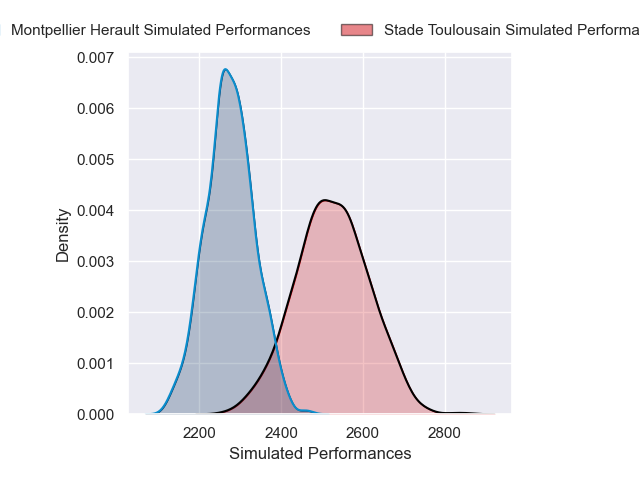 Montpellier Herault Simulated Performances
Stade Toulousain Simulated Performa
0.007
0.006
0.005
0.004
0.003
0.002
0.001
0.000
Density
2200 2400 2600 2800
Simulated Performances